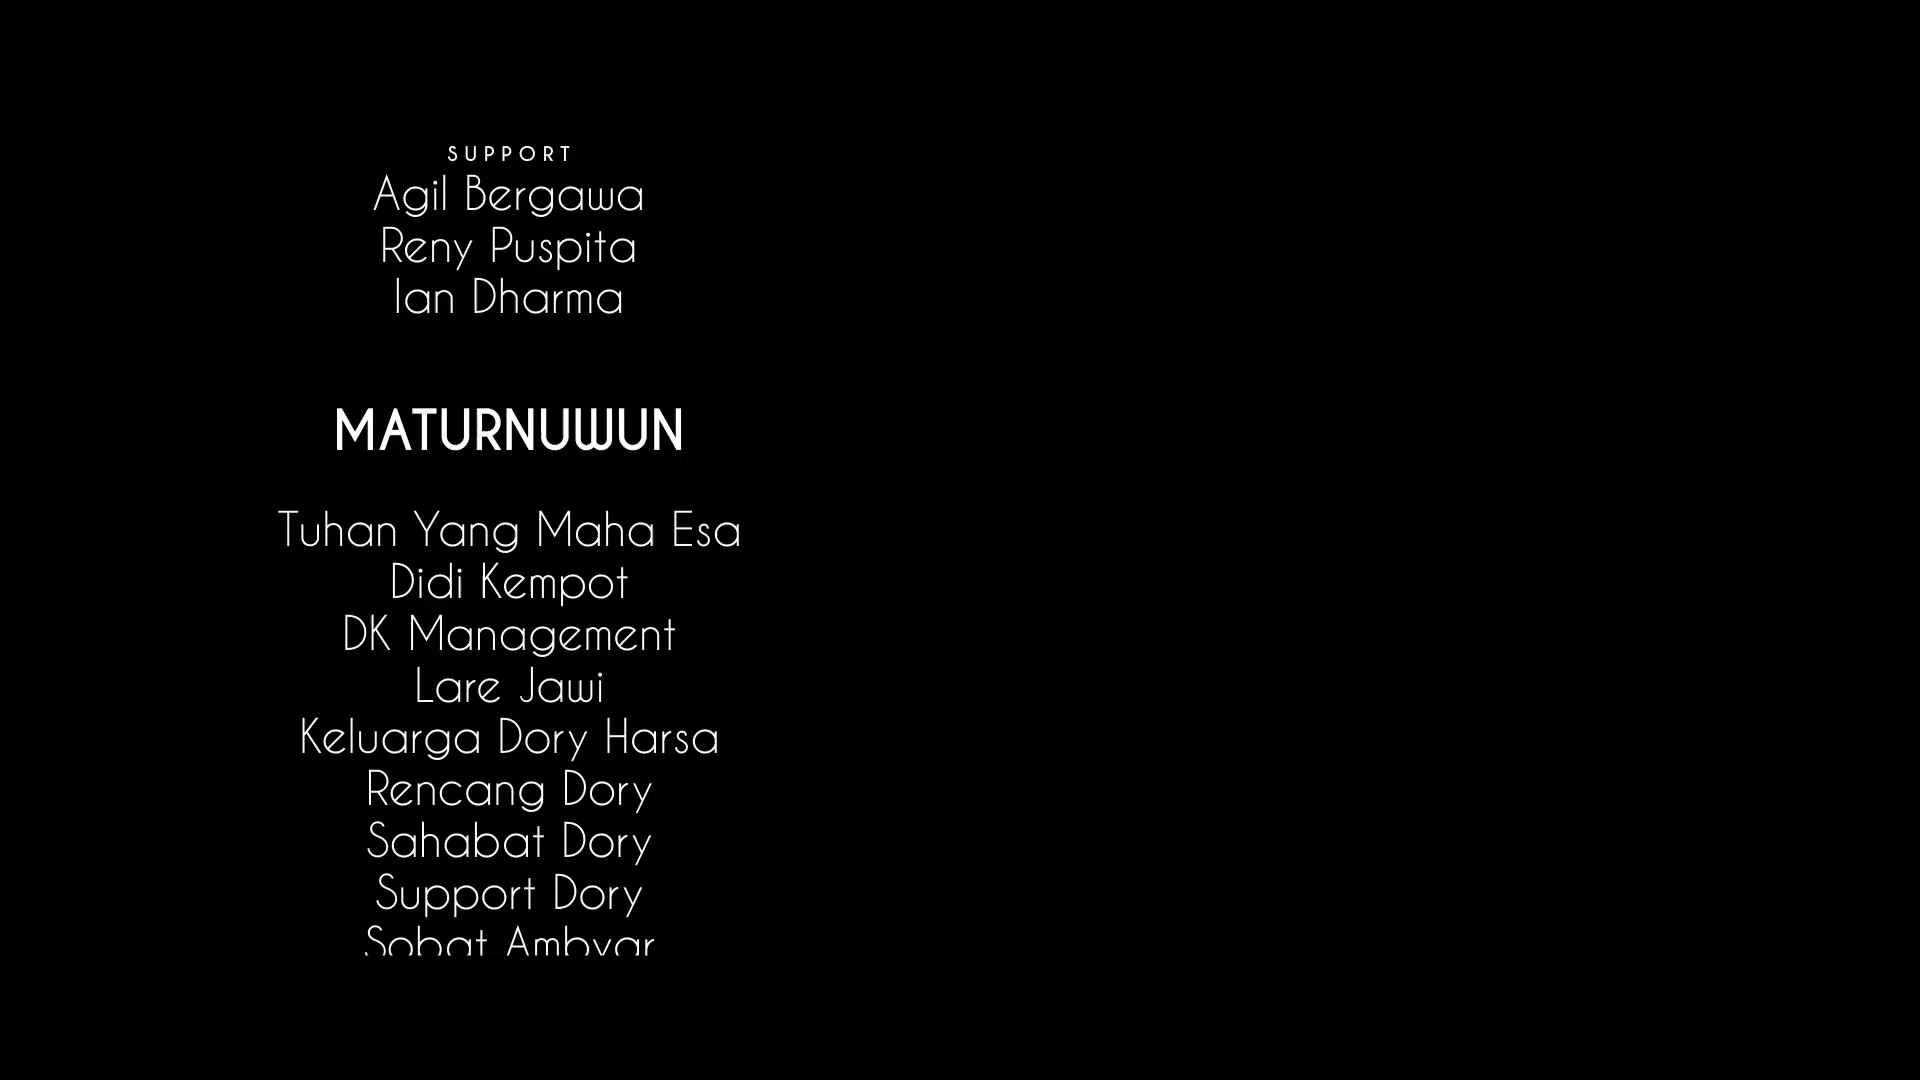 SUPPORT
Agil Bergawa
Reny Puspita
Ian Dharma
MATURNUWUN
Tuhan Yang Maha Esa
Didi Kempot
DK Management
Lare Jawi
Keluarga Dory Harsa
Rencang Dory
Sahabat Dory
Support Dory
Sobat Ambyar